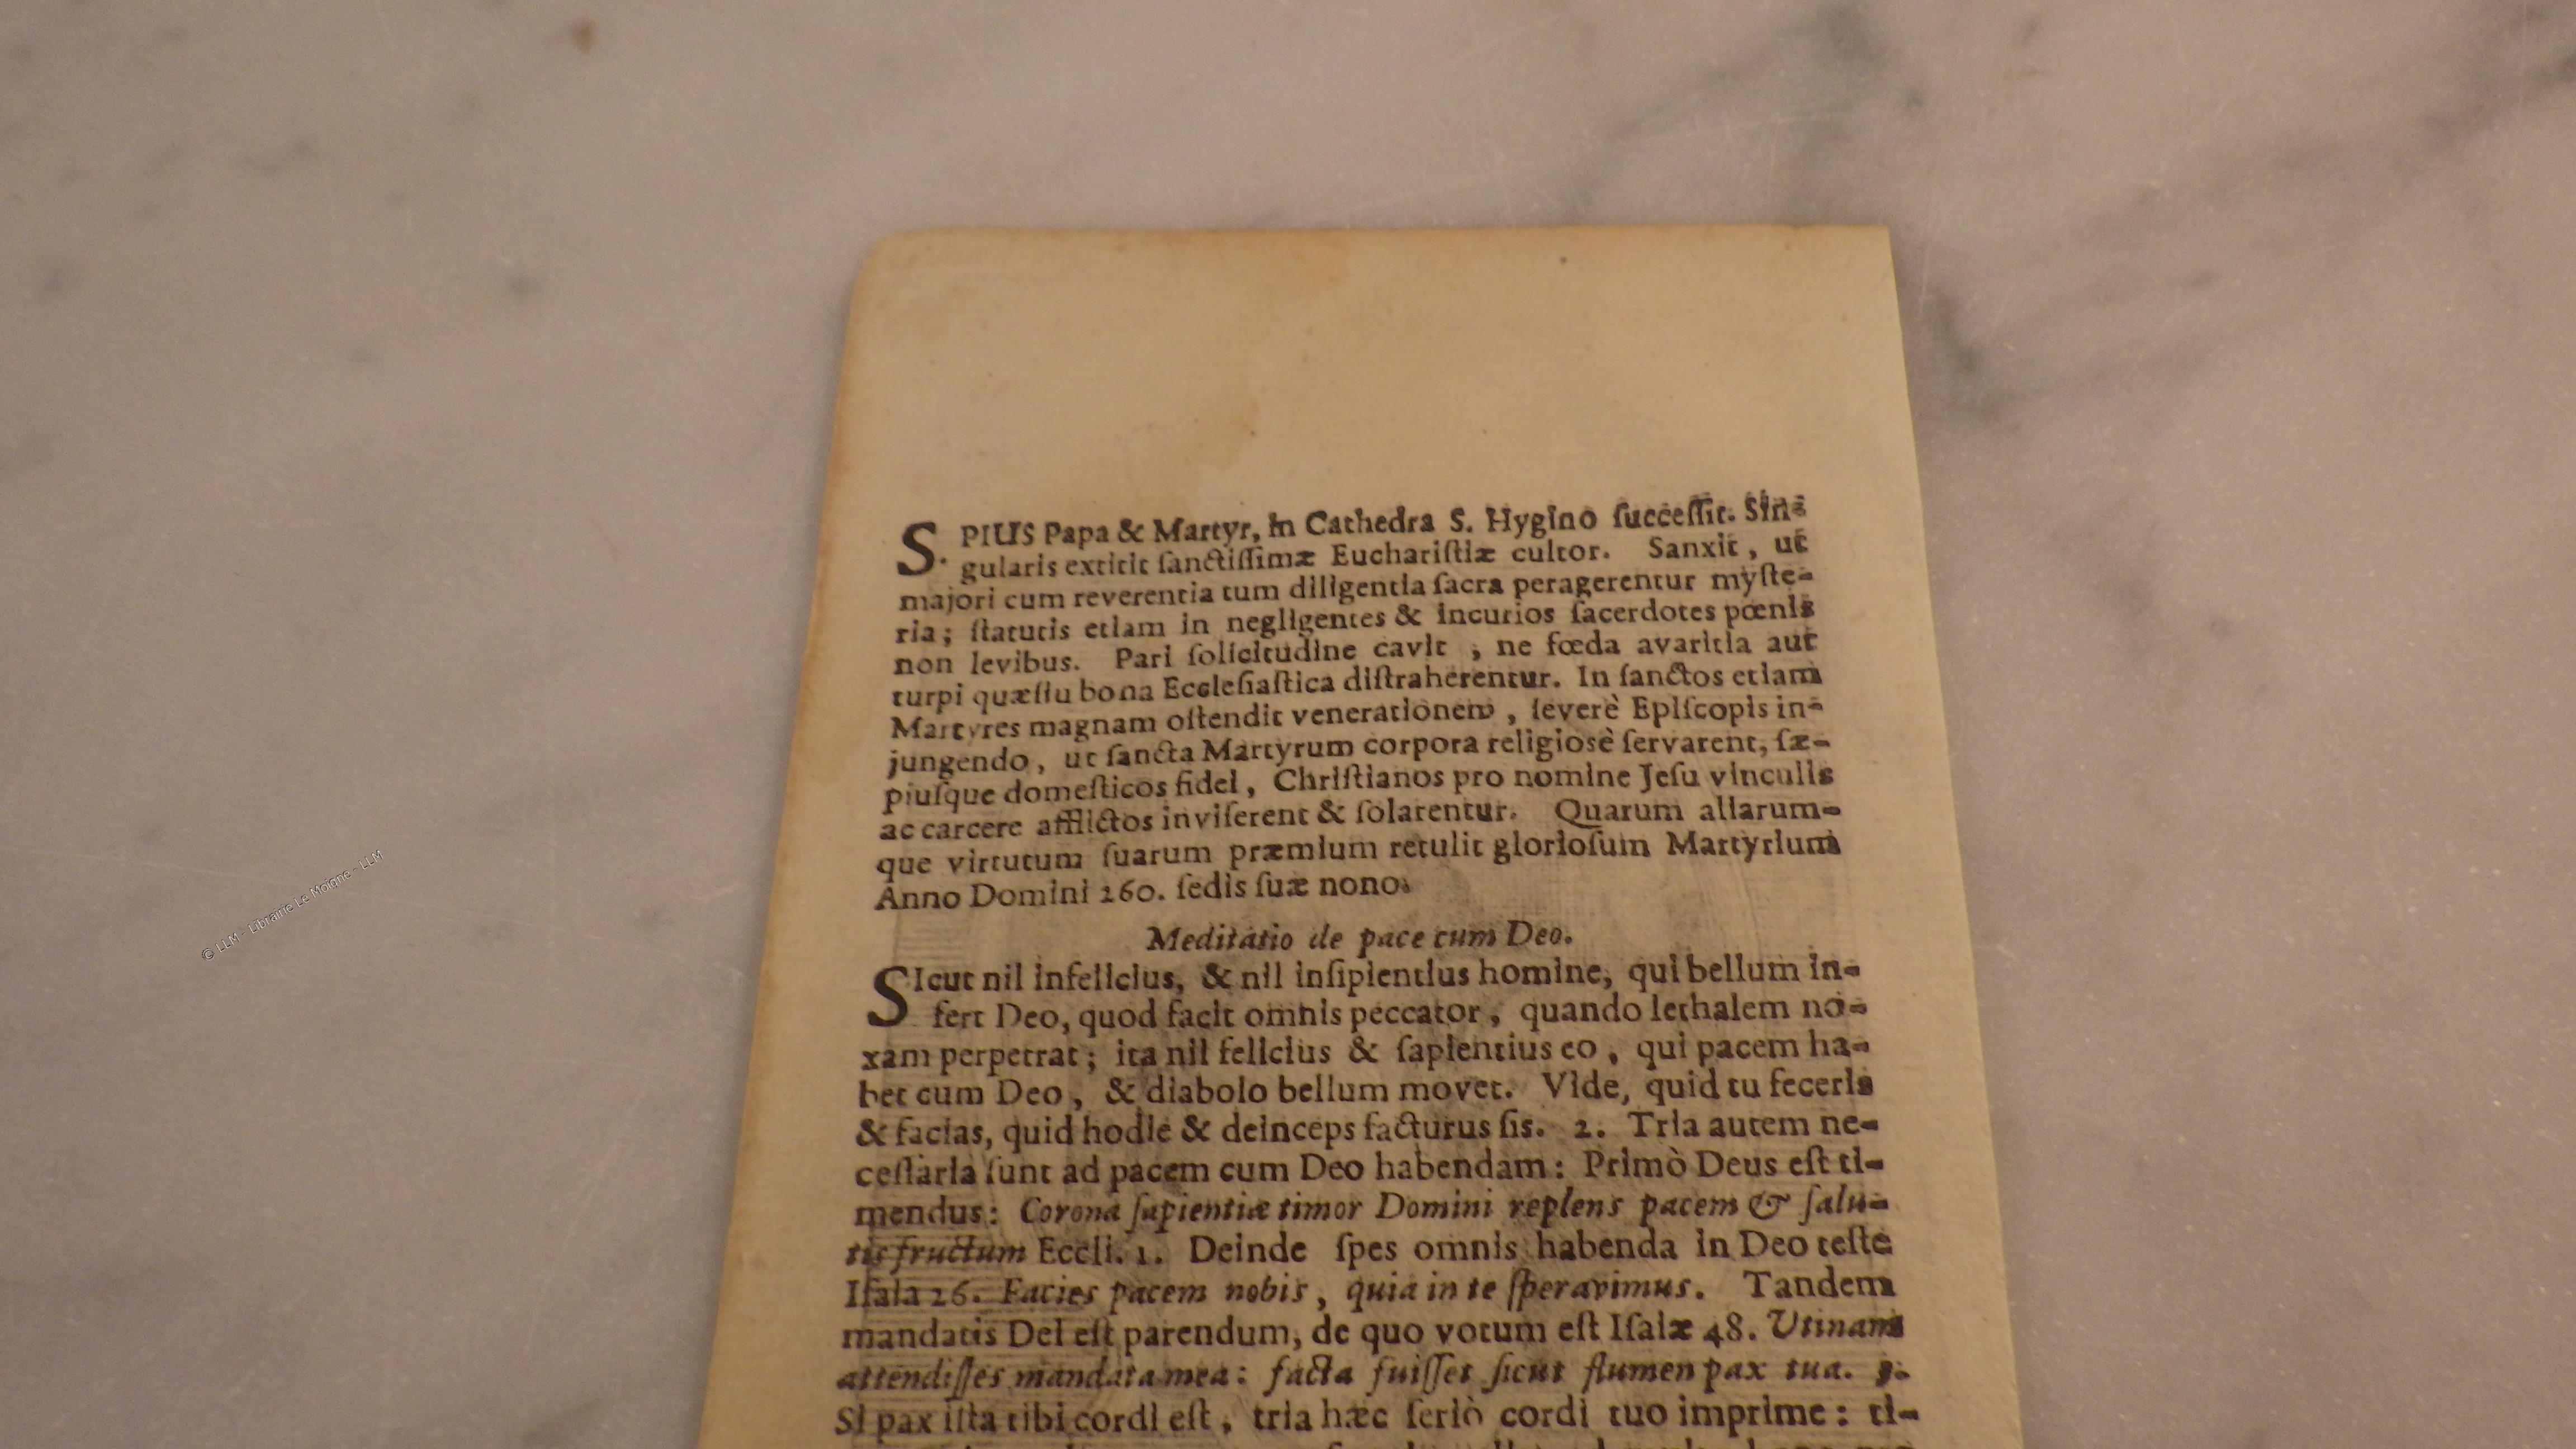 S. PIUS Papa & Martyr, in Cathedra S. Hygino ſucceſſit. Sin-
gularis extitit ſanctiſſimæ Euchariſtiæ cultor. Sanxit, ut
majori cum reverentia tum diligentia ſacra peragerentur myſte-
ria; ſtatutis etiam in negligentes & incurios ſacerdotes pœnis
non levibus. Pari ſolicitudine cavit, ne fœda avaritia aut
turpi quæſtu bona Eccleſiaſtica diſtraherentur. In ſanctos etiam
Martyres magnam oſtendit venerationem, ſeverè Epiſcopis in-
jungendo, ut ſancta Martyrum corpora religiosè ſervarent, ſæ-
piuſque domeſticos fidei, Chriſtianos pro nomine Jeſu vinculis
ac carcere afflictos inviſerent & ſolarentur. Quarum aliarum-
que virtutum ſuarum præmium retulit glorioſum Martyrium
Anno Domini 260. ſedis ſuæ nono.
Meditatio de pace cum Deo.
SIcut nil infelicius, & nil inſipientius homine, qui bellum in-
fert Deo, quod facit omnis peccator, quando lethalem no-
xam perpetrat; ita nil felicius & ſapientius eo, qui pacem ha-
bet cum Deo, & diabolo bellum movet. Vide, quid tu feceris
& facias, quid hodie & deinceps facturus ſis. 2. Tria autem ne-
ceſſaria ſunt ad pacem cum Deo habendam: Primò Deus eſt ti-
mendus: Corona ſapientiæ timor Domini replens pacem & ſalu-
tis fructum Eccli. 1. Deinde ſpes omnis habenda in Deo teſte
Iſaia 26. Facies pacem nobis, quia in te ſperavimus. Tandem
mandatis Dei eſt parendum, de quo votum eſt Iſaiæ 48. Utinam
attendiſſes mandata mea: facta fuiſſet ſicut flumen pax tua. 3.
Si pax iſta tibi cordi eſt, tria hæc ſeriò cordi tuo imprime: ti-
© LLM - Librairie Le Moigne - LLM